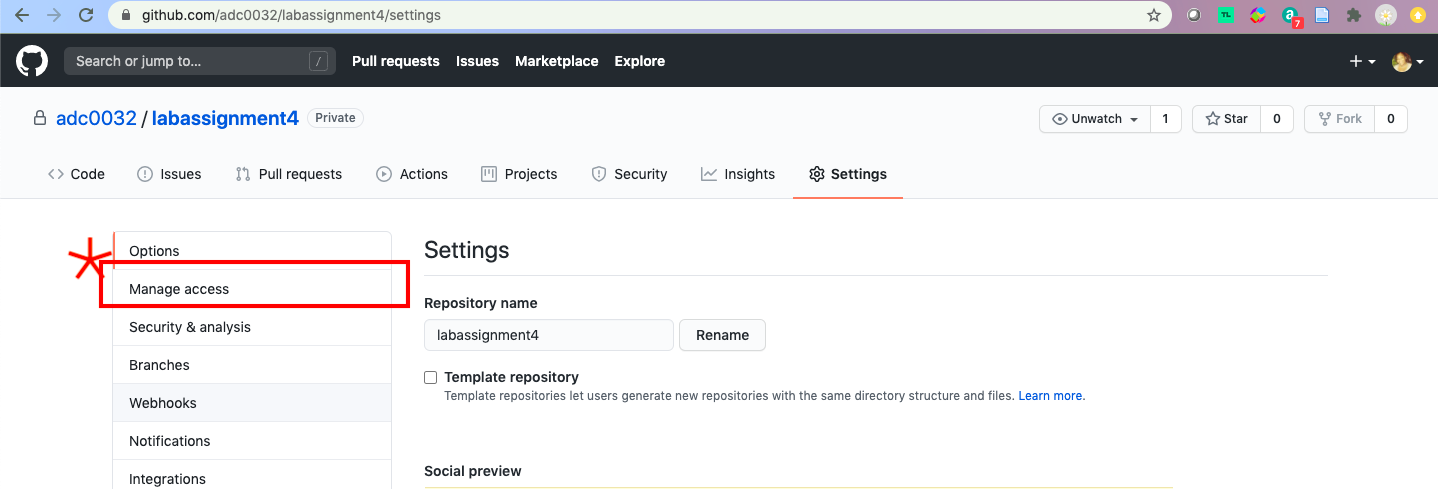 github.com/adc0032/labassignment4/settings
TL
a
7
Search or jump to... /
Pull requests Issues Marketplace Explore
adc0032 / labassignment4 Private
Unwatch 1 Star 0 Fork 0
Code Issues Pull requests Actions Projects Security Insights Settings
Options
Manage access
Security & analysis
Branches
Webhooks
Notifications
Integrations
Settings
Repository name
labassignment4 Rename
Template repository
Template repositories let users generate new repositories with the same directory structure and files. Learn more.
Social preview